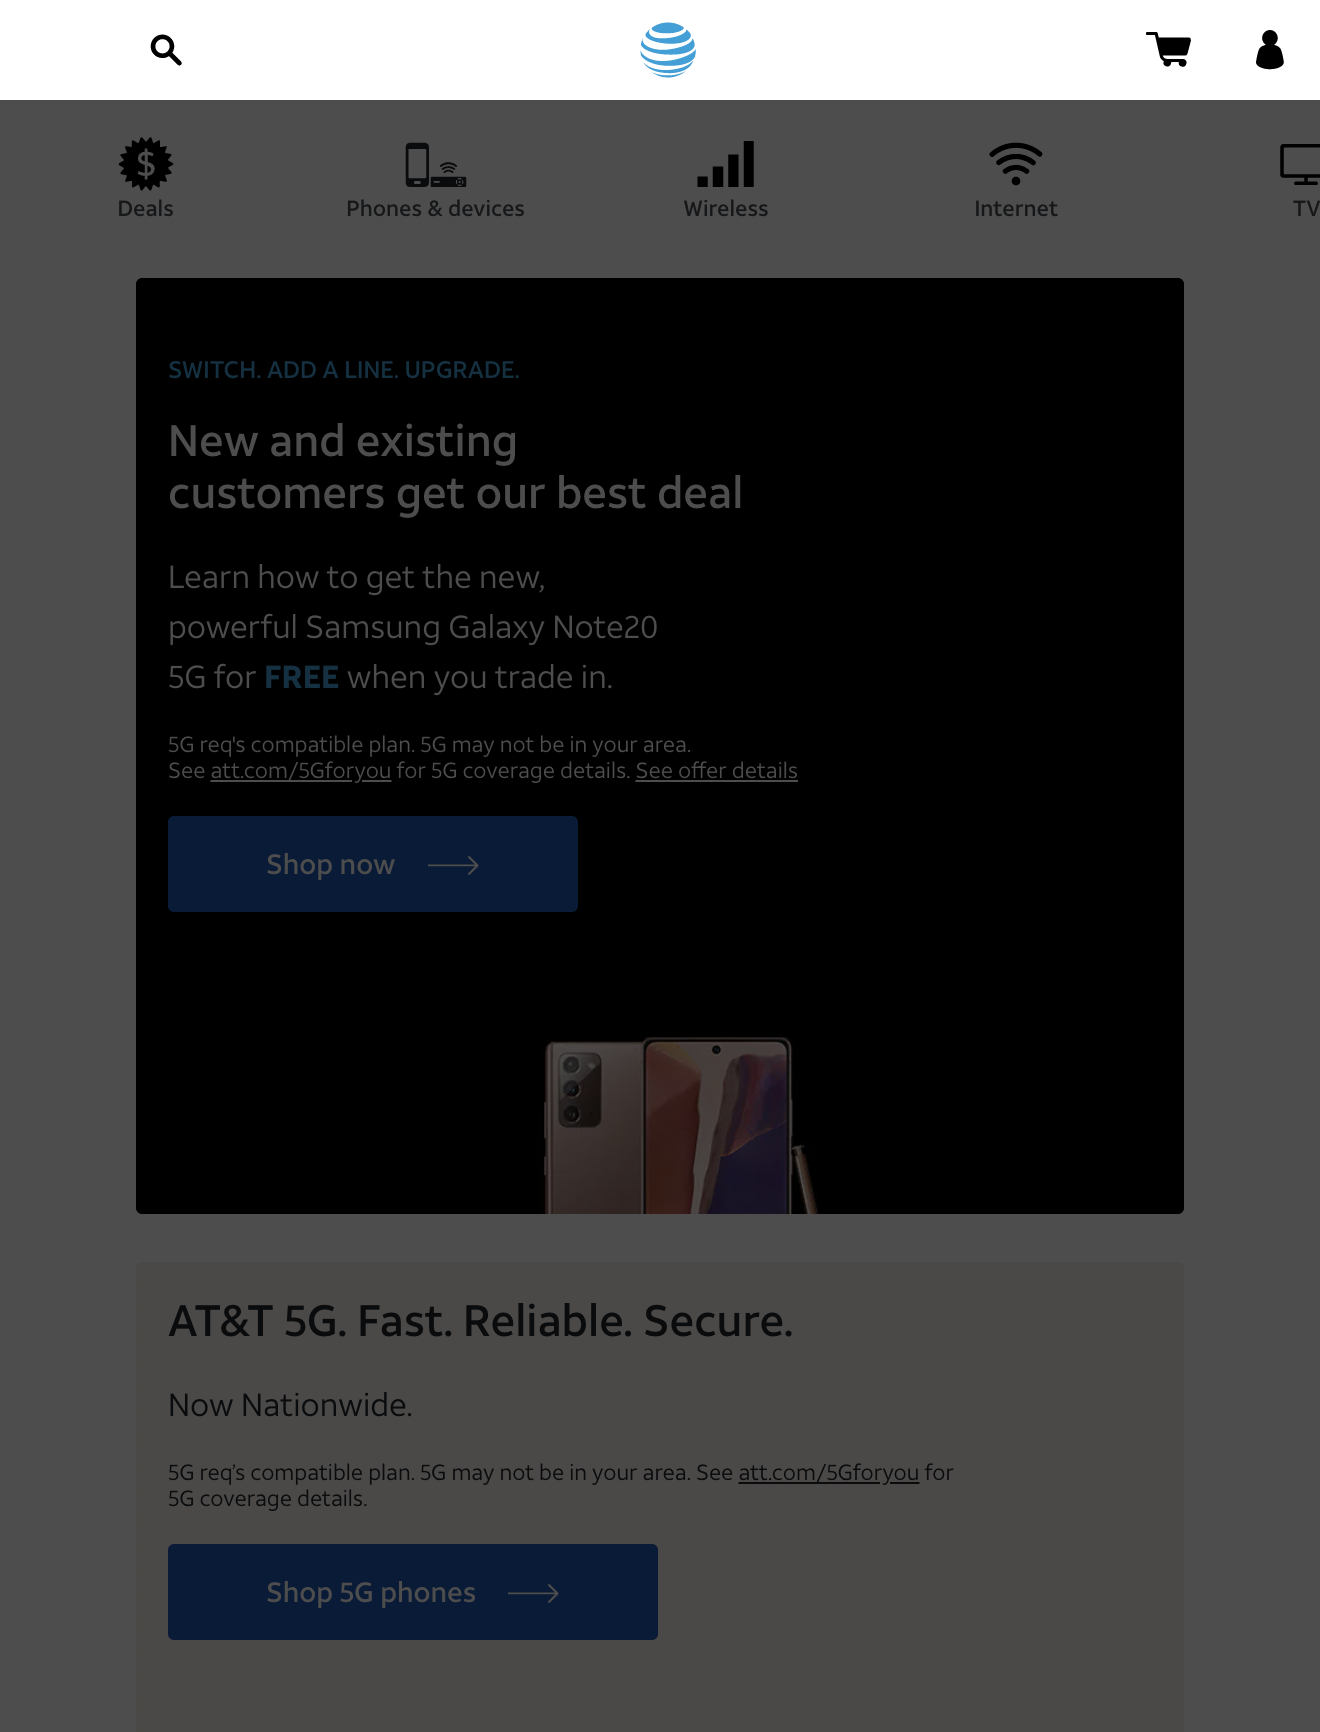 Deals
Phones & devices
Wireless
Internet
TV
SWITCH. ADD A LINE. UPGRADE.
New and existing
customers get our best deal
Learn how to get the new,
powerful Samsung Galaxy Note20
5G for FREE when you trade in.
5G req's compatible plan. 5G may not be in your area.
See att.com/5Gforyou for 5G coverage details. See offer details
Shop now
AT&T 5G. Fast. Reliable. Secure.
Now Nationwide.
5G req’s compatible plan. 5G may not be in your area. See att.com/5Gforyou for
5G coverage details.
Shop 5G phones